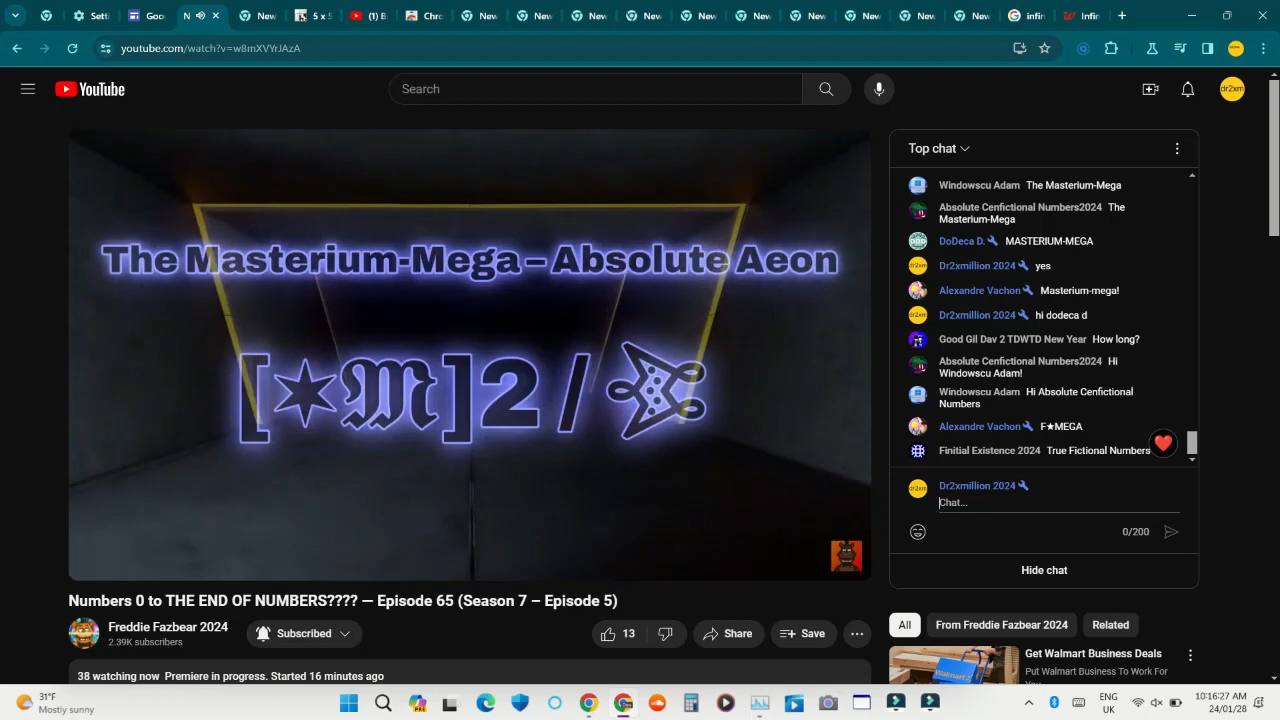 Setti
Goo
N
New
5 x 5
(1) B
Chro
New
New
New
New
New
New
New
New
New
New
infin
Infin
youtube.com/watch?v=w8mXVYrJAzA
YouTube
Search
dr2xm
The Masterium-Mega – Absolute Aeon
[✶𝔐]2 /
Top chat
Windowscu Adam The Masterium-Mega
Absolute Cenfictional Numbers2024 The
Masterium-Mega
DoDeca D. MASTERIUM-MEGA
Dr2xmillion 2024 yes
Alexandre Vachon Masterium-mega!
Dr2xmillion 2024 hi dodeca d
Good Gil Dav 2 TDWTD New Year How long?
Absolute Cenfictional Numbers2024 Hi
Windowscu Adam!
Windowscu Adam Hi Absolute Cenfictional
Numbers
Alexandre Vachon F★MEGA
Finitial Existence 2024 True Fictional Numbers
Dr2xmillion 2024
Chat...
0/200
Hide chat
Numbers 0 to THE END OF NUMBERS???? — Episode 65 (Season 7 – Episode 5)
Freddie Fazbear 2024
2.39K subscribers
Subscribed
13
Share
Save
38 watching now Premiere in progress. Started 16 minutes ago
All
From Freddie Fazbear 2024
Related
Get Walmart Business Deals
Put Walmart Business To Work For
31°F
Mostly sunny
ENG
UK
10:16:27 AM
24/01/28